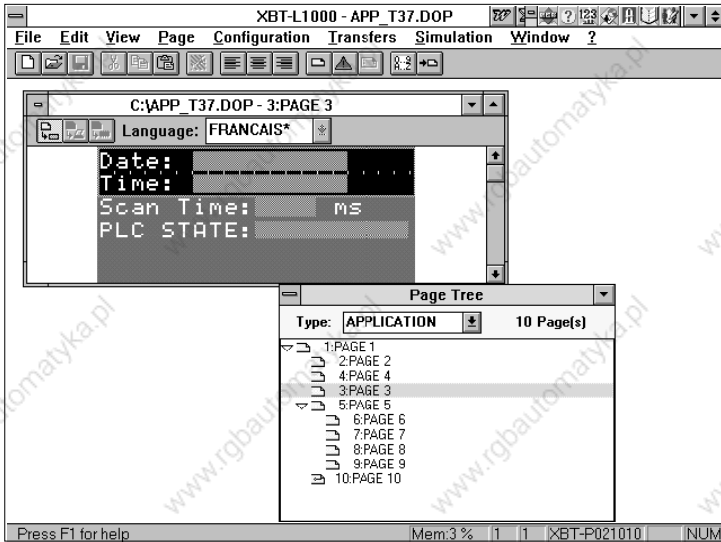 XBT-L1000 - APP_T37.DOP
File Edit View Page Configuration Transfers Simulation Window ?
C:\APP_T37.DOP - 3:PAGE 3
Language: FRANCAIS*
Date:
Time:
Scan Time: ms
PLC STATE:
Page Tree
Type: APPLICATION 10 Page(s)
1:PAGE 1
2:PAGE 2
4:PAGE 4
3:PAGE 3
5:PAGE 5
6:PAGE 6
7:PAGE 7
8:PAGE 8
9:PAGE 9
10:PAGE 10
Press F1 for help Mem:3 % 1 1 XBT-P021010 NUM
www.rgbautomatyka.pl